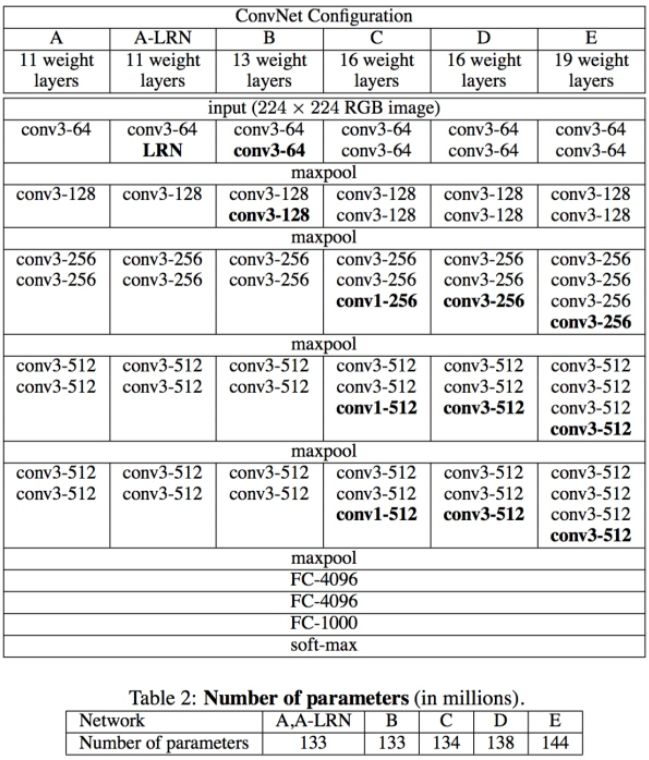 ConvNet Configuration
A A-LRN B C D E
11 weight 11 weight 13 weight 16 weight 16 weight 19 weight
layers layers layers layers layers layers
input (224 × 224 RGB image)
conv3-64 conv3-64 conv3-64 conv3-64 conv3-64 conv3-64
LRN conv3-64 conv3-64 conv3-64 conv3-64
maxpool
conv3-128 conv3-128 conv3-128 conv3-128 conv3-128 conv3-128
conv3-128 conv3-128 conv3-128 conv3-128
maxpool
conv3-256 conv3-256 conv3-256 conv3-256 conv3-256 conv3-256
conv3-256 conv3-256 conv3-256 conv3-256 conv3-256 conv3-256
conv1-256 conv3-256 conv3-256
conv3-256
maxpool
conv3-512 conv3-512 conv3-512 conv3-512 conv3-512 conv3-512
conv3-512 conv3-512 conv3-512 conv3-512 conv3-512 conv3-512
conv1-512 conv3-512 conv3-512
conv3-512
maxpool
conv3-512 conv3-512 conv3-512 conv3-512 conv3-512 conv3-512
conv3-512 conv3-512 conv3-512 conv3-512 conv3-512 conv3-512
conv1-512 conv3-512 conv3-512
conv3-512
maxpool
FC-4096
FC-4096
FC-1000
soft-max
Table 2: Number of parameters (in millions).
Network A,A-LRN B C D E
Number of parameters 133 133 134 138 144